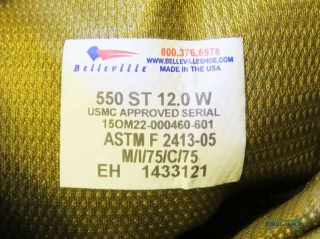 Belleville
800.376.6978
WWW.BELLEVILLESHOE.COM
MADE IN THE USA
550 ST 12.0 W
USMC APPROVED SERIAL
15OM22-000460-601
ASTM F 2413-05
M/I/75/C/75
EH 1433121